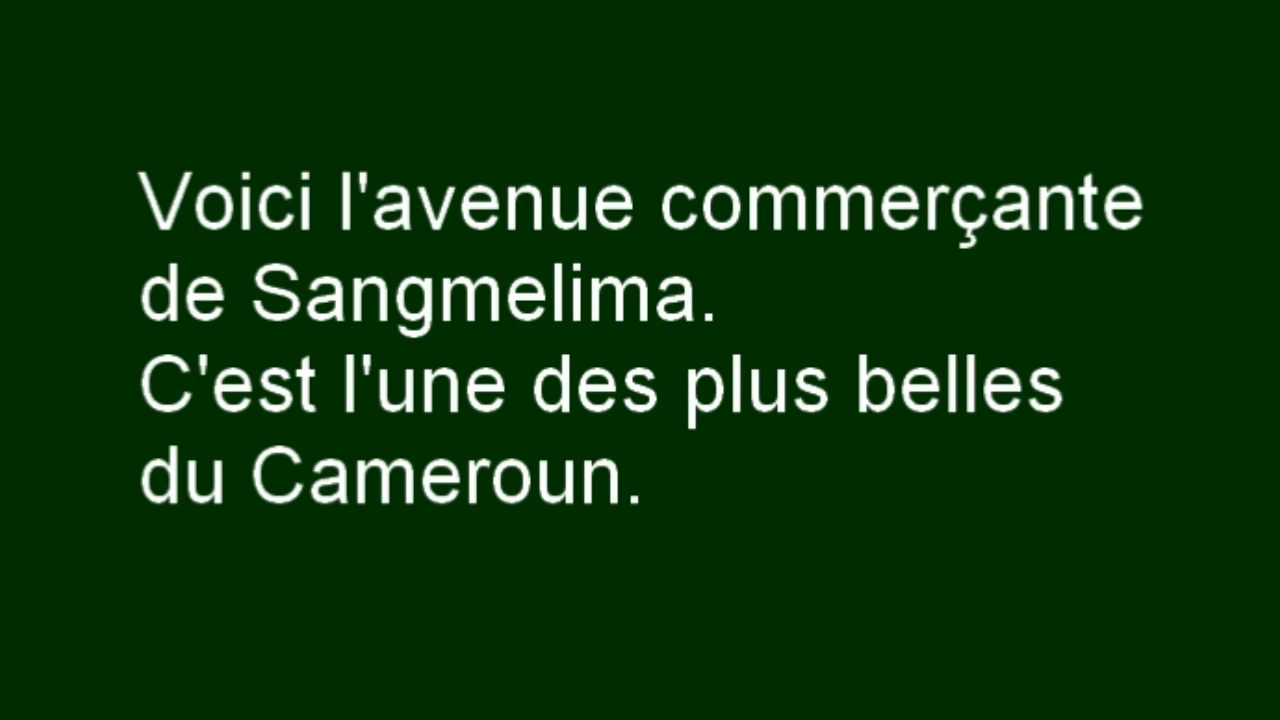 Voici l'avenue commerçante
de Sangmelima.
C'est l'une des plus belles
du Cameroun.